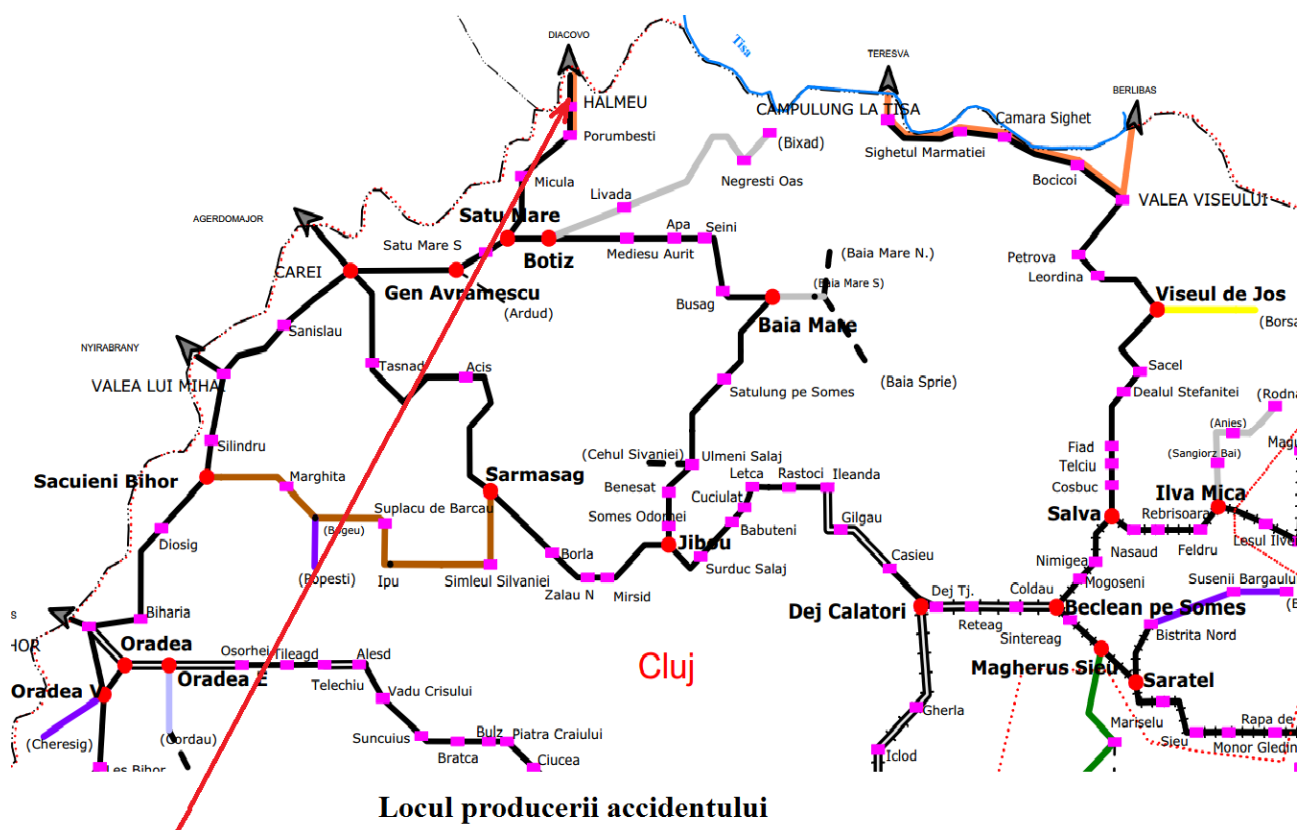 DIACOVO
Tisa
TERESVA
BERLIBAS
HALMEU
CAMPULUNG LA TISA
Camara Sighet
Porumbesti
(Bixad)
Sighetul Marmatiei
Micula
Negresti Oas
Bocicoi
Livada
VALEA VISEULUI
AGERDOMAJOR
Satu Mare
Apa
Seini
Satu Mare S
Botiz
Mediesu Aurit
(Baia Mare N.)
Petrova
CAREI
Leordina
Gen Avramescu
(Baia Mare S)
Viseul de Jos
(Ardud)
Busag
Sanislau
Baia Mare
(Borsa
NYIRABRANY
Tasnad
Acis
Sacel
VALEA LUI MIHAI
(Baia Sprie)
Satulung pe Somes
Dealul Stefanitei
(Rodna
(Anies)
Silindru
Fiad
Magu
(Cehul Sivaniei)
Ulmeni Salaj
Telciu
(Sangiorz Bai)
Sacuieni Bihor
Marghita
Sarmasag
Letca
Rastoci
Ileanda
Benesat
Cosbuc
Ilva Mica
Cuciulat
Suplacu de Barcau
Somes Odorhei
Salva
Rebrisoara
(Bogeu)
Babuteni
Gilgau
Diosig
Jibou
Nimigea
Nasaud
Feldru
Lesul Ilvei
Borla
Casieu
(Popesti)
Ipu
Simleul Silvaniei
Surduc Salaj
Mogoseni
Susenii Bargaului
Zalau N
Mirsid
Dej Tj.
Coldau
Biharia
Dej Calatori
Beclean pe Somes
(B
Reteag
Sintereag
Bistrita Nord
HOR
Oradea
Osorhei
Tileagd
Alesd
Cluj
Magherus Sieu
Oradea V
Oradea E
Telechiu
Saratel
Vadu Crisului
Gherla
Mariselu
(Cheresig)
(Cordau)
Suncuius
Bulz
Piatra Craiului
Sieu
Rapa de
Bratca
Ciucea
Iclod
Monor Gledin
Les Bihor
Locul producerii accidentului